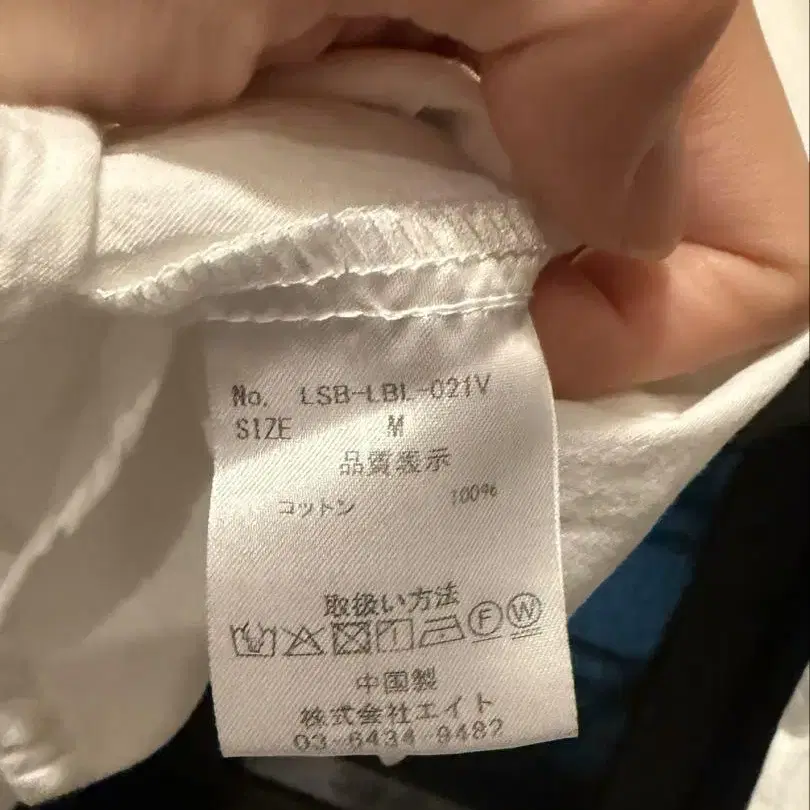 No. LSB-LBL-021V
SIZE M
品質表示
コットン 100%
取扱い方法
F W
中国製
株式会社エイト
03-6434-9482